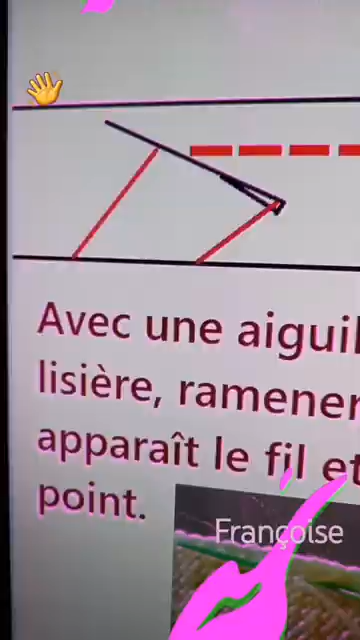 Avec une aiguil
lisière, ramener
apparaît le fil et
point.
Françoise